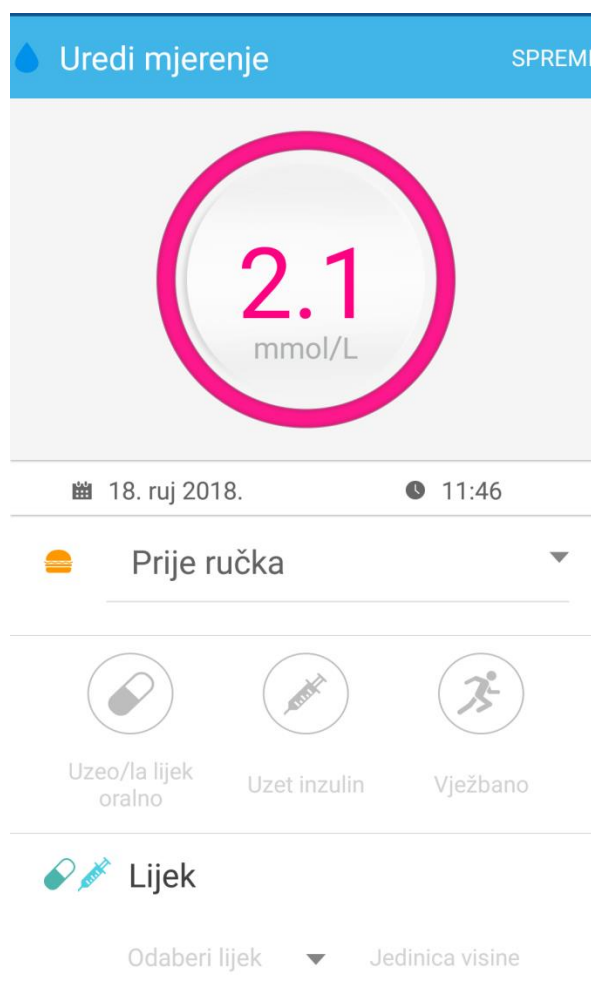 Uredi mjerenje SPREMI
2.1
mmol/L
18. ruj 2018. 11:46
Prije ručka
Uzeo/la lijek
oralno
Uzet inzulin
Vježbano
Lijek
Odaberi lijek Jedinica visine